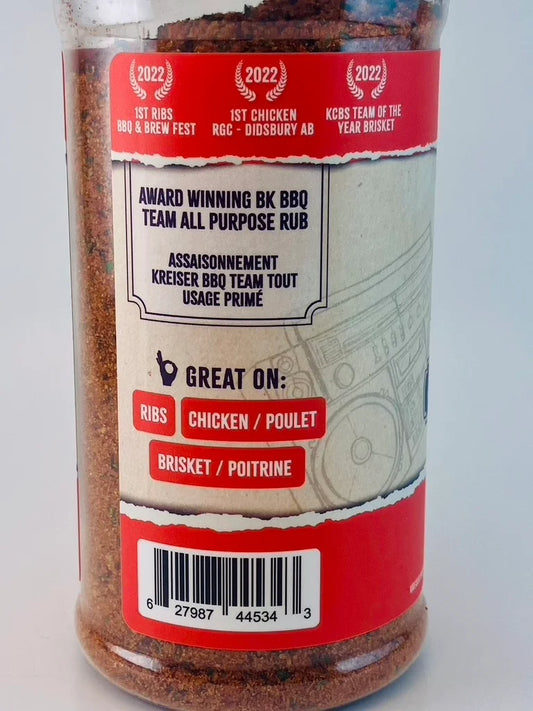 2022
1ST RIBS
BBQ & BREW FEST
2022
1ST CHICKEN
RGC - DIDSBURY AB
2022
KCBS TEAM OF THE
YEAR BRISKET
AWARD WINNING BK BBQ
TEAM ALL PURPOSE RUB
ASSAISONNEMENT
KREISER BBQ TEAM TOUT
USAGE PRIMÉ
GREAT ON:
RIBS
CHICKEN / POULET
BRISKET / POITRINE
6 27987 44534 3